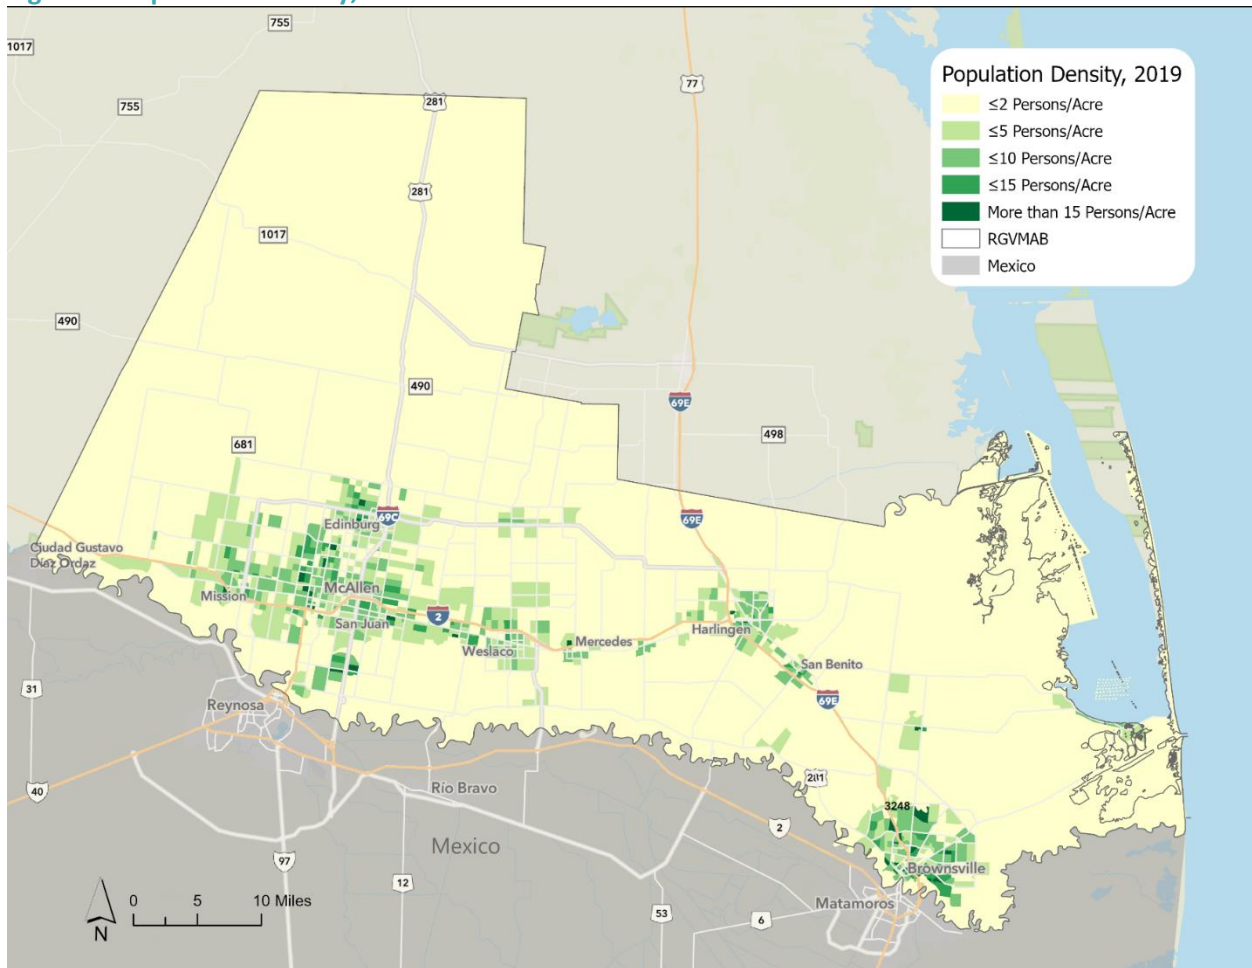 755
1017
77
281
755
Population Density, 2019
≤2 Persons/Acre
≤5 Persons/Acre
≤10 Persons/Acre
≤15 Persons/Acre
More than 15 Persons/Acre
RGVMAB
Mexico
281
1017
490
490
69E
498
681
69E
Edinburg
69C
Ciudad Gustavo
Díaz Ordaz
Mission
McAllen
San Juan
2
Weslaco
Mercedes
Harlingen
San Benito
69E
31
Reynosa
281
40
Río Bravo
3248
2
Mexico
97
Brownsville
12
Matamoros
53
6
0 5 10 Miles
N